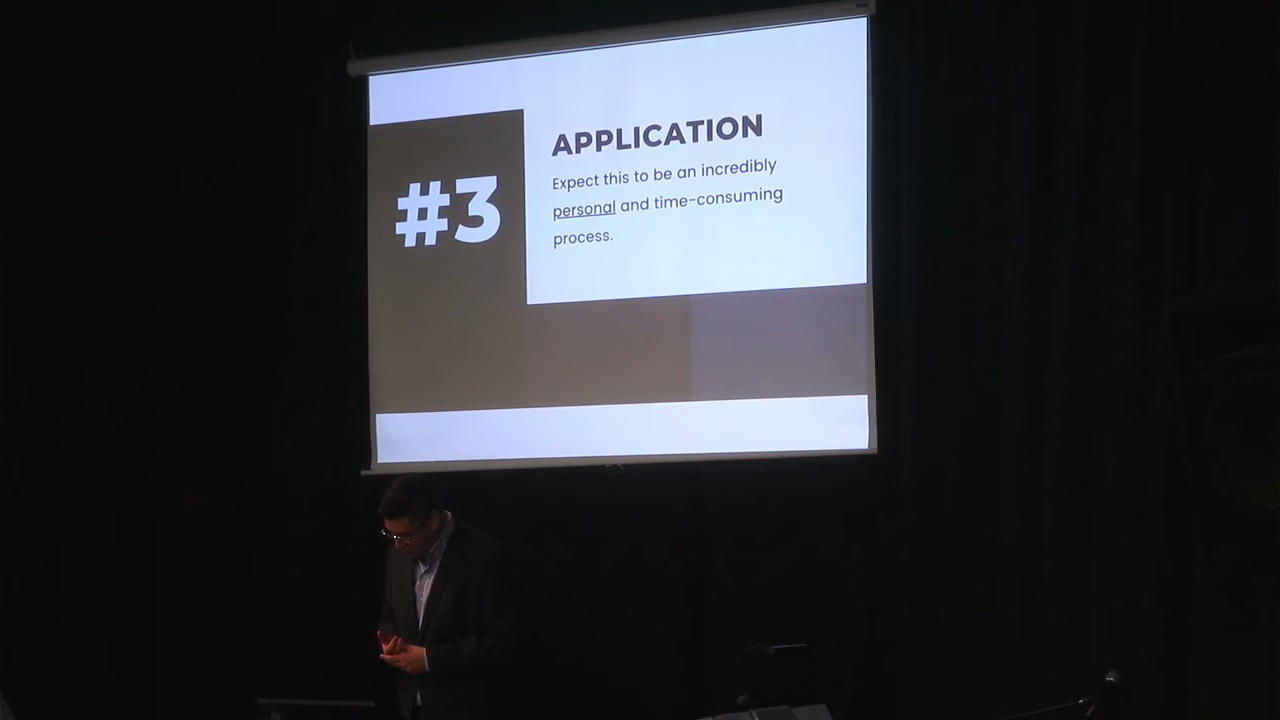 #3
APPLICATION
Expect this to be an incredibly
personal and time-consuming
process.